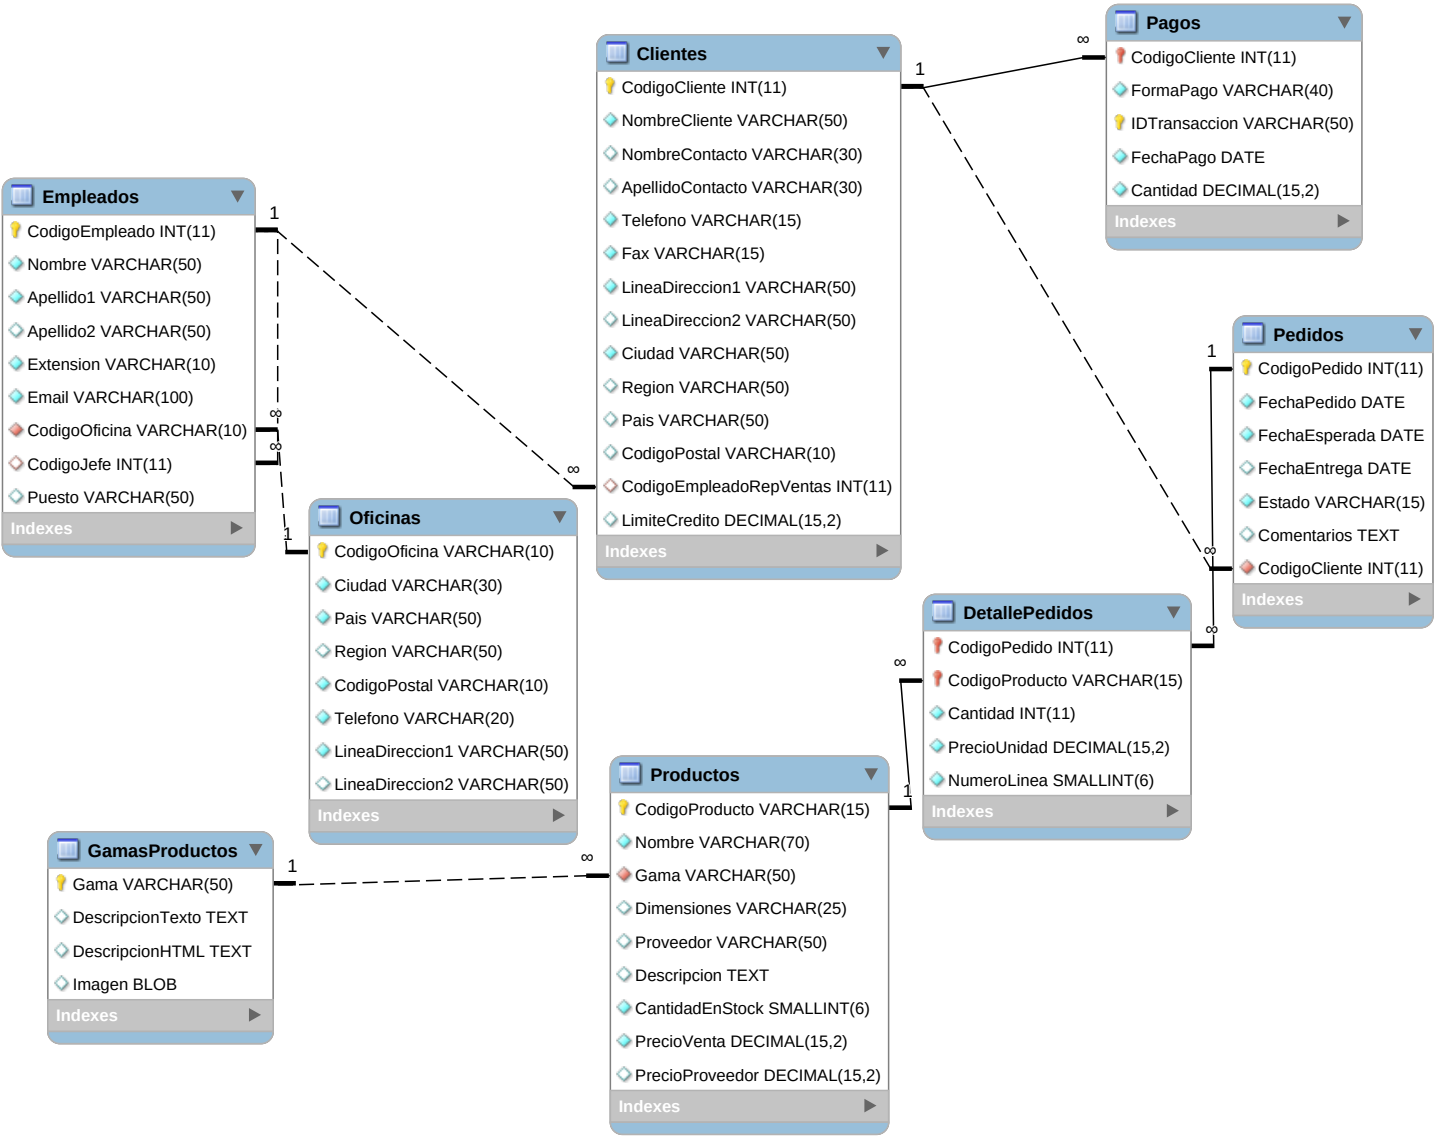 Pagos
CodigoCliente INT(11)
FormaPago VARCHAR(40)
IDTransaccion VARCHAR(50)
FechaPago DATE
Cantidad DECIMAL(15,2)
Indexes
∞
1
Clientes
CodigoCliente INT(11)
NombreCliente VARCHAR(50)
NombreContacto VARCHAR(30)
ApellidoContacto VARCHAR(30)
Telefono VARCHAR(15)
Fax VARCHAR(15)
LineaDireccion1 VARCHAR(50)
LineaDireccion2 VARCHAR(50)
Ciudad VARCHAR(50)
Region VARCHAR(50)
Pais VARCHAR(50)
CodigoPostal VARCHAR(10)
CodigoEmpleadoRepVentas INT(11)
LimiteCredito DECIMAL(15,2)
Indexes
∞
Empleados
CodigoEmpleado INT(11)
Nombre VARCHAR(50)
Apellido1 VARCHAR(50)
Apellido2 VARCHAR(50)
Extension VARCHAR(10)
Email VARCHAR(100)
CodigoOficina VARCHAR(10)
CodigoJefe INT(11)
Puesto VARCHAR(50)
Indexes
1
∞
∞
1
Oficinas
CodigoOficina VARCHAR(10)
Ciudad VARCHAR(30)
Pais VARCHAR(50)
Region VARCHAR(50)
CodigoPostal VARCHAR(10)
Telefono VARCHAR(20)
LineaDireccion1 VARCHAR(50)
LineaDireccion2 VARCHAR(50)
Indexes
Pedidos
CodigoPedido INT(11)
FechaPedido DATE
FechaEsperada DATE
FechaEntrega DATE
Estado VARCHAR(15)
Comentarios TEXT
CodigoCliente INT(11)
Indexes
1
∞
∞
DetallePedidos
CodigoPedido INT(11)
CodigoProducto VARCHAR(15)
Cantidad INT(11)
PrecioUnidad DECIMAL(15,2)
NumeroLinea SMALLINT(6)
Indexes
∞
1
Productos
CodigoProducto VARCHAR(15)
Nombre VARCHAR(70)
Gama VARCHAR(50)
Dimensiones VARCHAR(25)
Proveedor VARCHAR(50)
Descripcion TEXT
CantidadEnStock SMALLINT(6)
PrecioVenta DECIMAL(15,2)
PrecioProveedor DECIMAL(15,2)
Indexes
∞
1
GamasProductos
Gama VARCHAR(50)
DescripcionTexto TEXT
DescripcionHTML TEXT
Imagen BLOB
Indexes